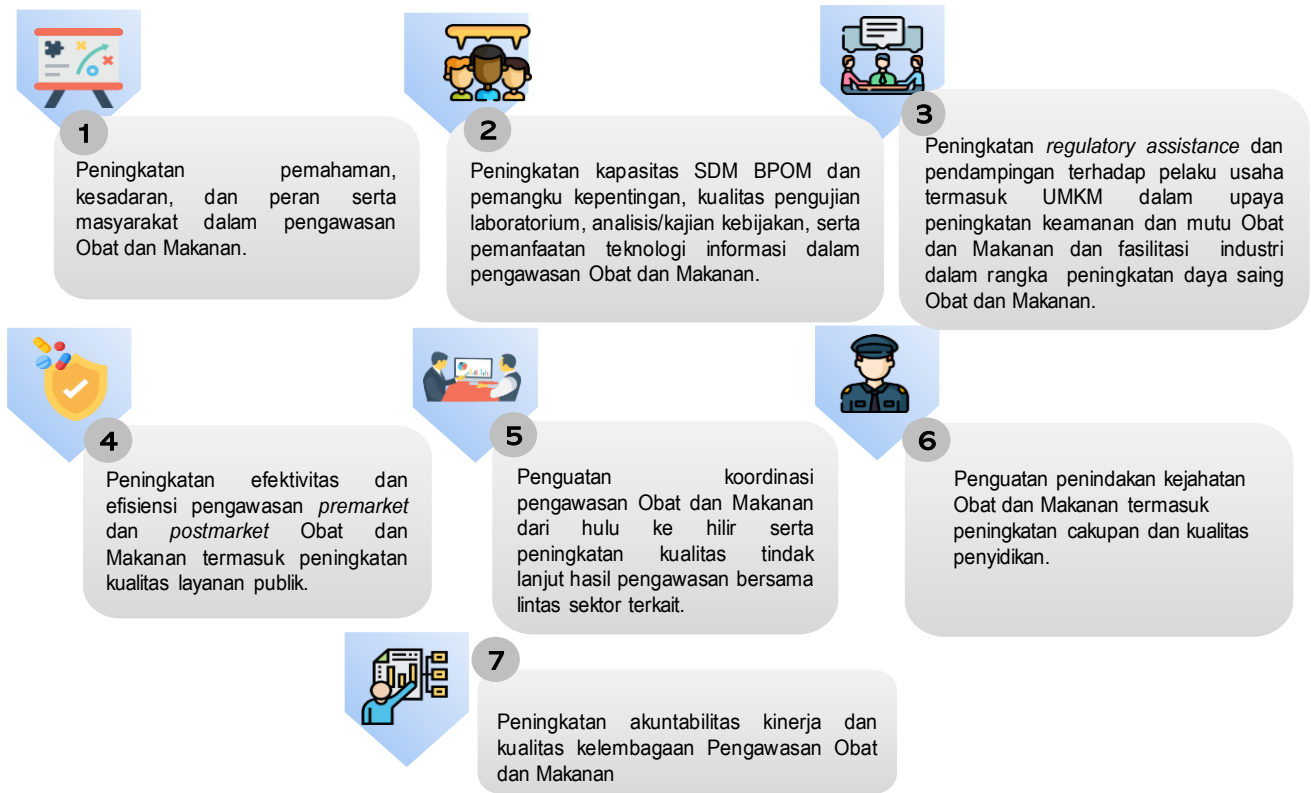 1
Peningkatan pemahaman,
kesadaran, dan peran serta
masyarakat dalam pengawasan
Obat dan Makanan.
2
Peningkatan kapasitas SDM BPOM dan
pemangku kepentingan, kualitas pengujian
laboratorium, analisis/kajian kebijakan, serta
pemanfaatan teknologi informasi dalam
pengawasan Obat dan Makanan.
3
Peningkatan regulatory assistance dan
pendampingan terhadap pelaku usaha
termasuk UMKM dalam upaya
peningkatan keamanan dan mutu Obat
dan Makanan dan fasilitasi industri
dalam rangka peningkatan daya saing
Obat dan Makanan.
4
Peningkatan efektivitas dan
efisiensi pengawasan premarket
dan postmarket Obat dan
Makanan termasuk peningkatan
kualitas layanan publik.
5
Penguatan koordinasi
pengawasan Obat dan Makanan
dari hulu ke hilir serta
peningkatan kualitas tindak
lanjut hasil pengawasan bersama
lintas sektor terkait.
6
Penguatan penindakan kejahatan
Obat dan Makanan termasuk
peningkatan cakupan dan kualitas
penyidikan.
7
Peningkatan akuntabilitas kinerja dan
kualitas kelembagaan Pengawasan Obat
dan Makanan